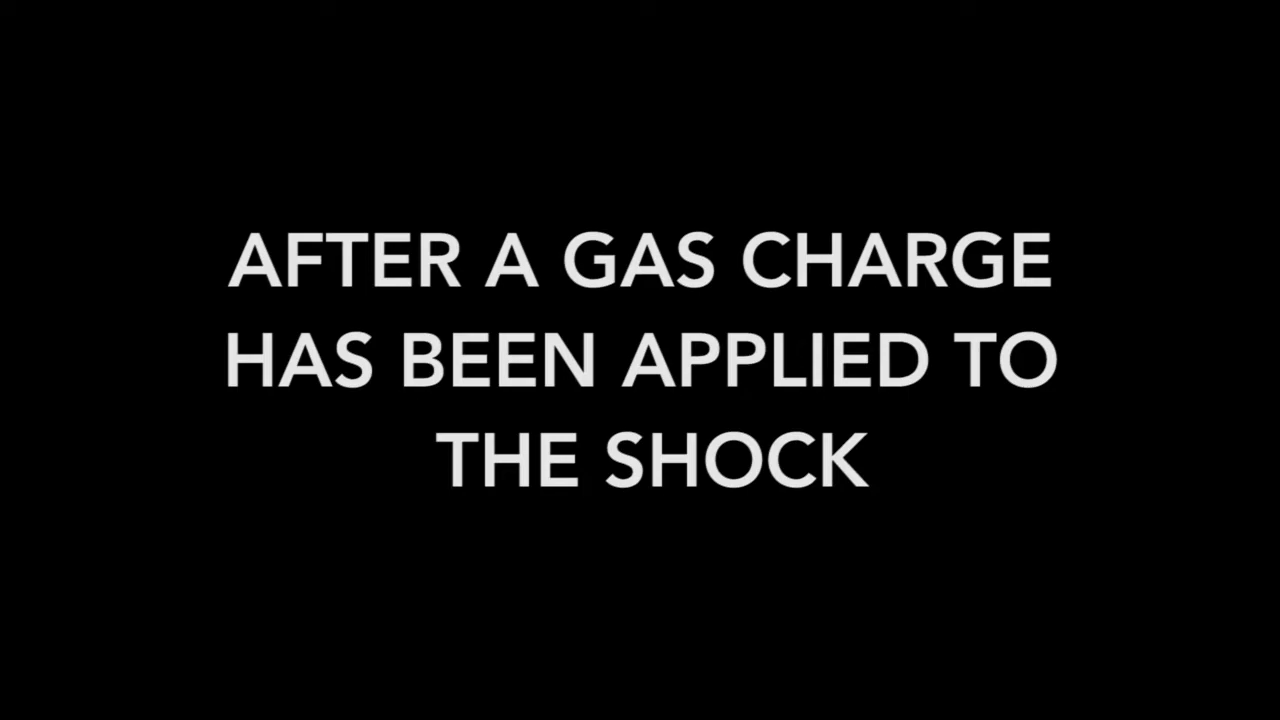 AFTER A GAS CHARGE
HAS BEEN APPLIED TO
THE SHOCK